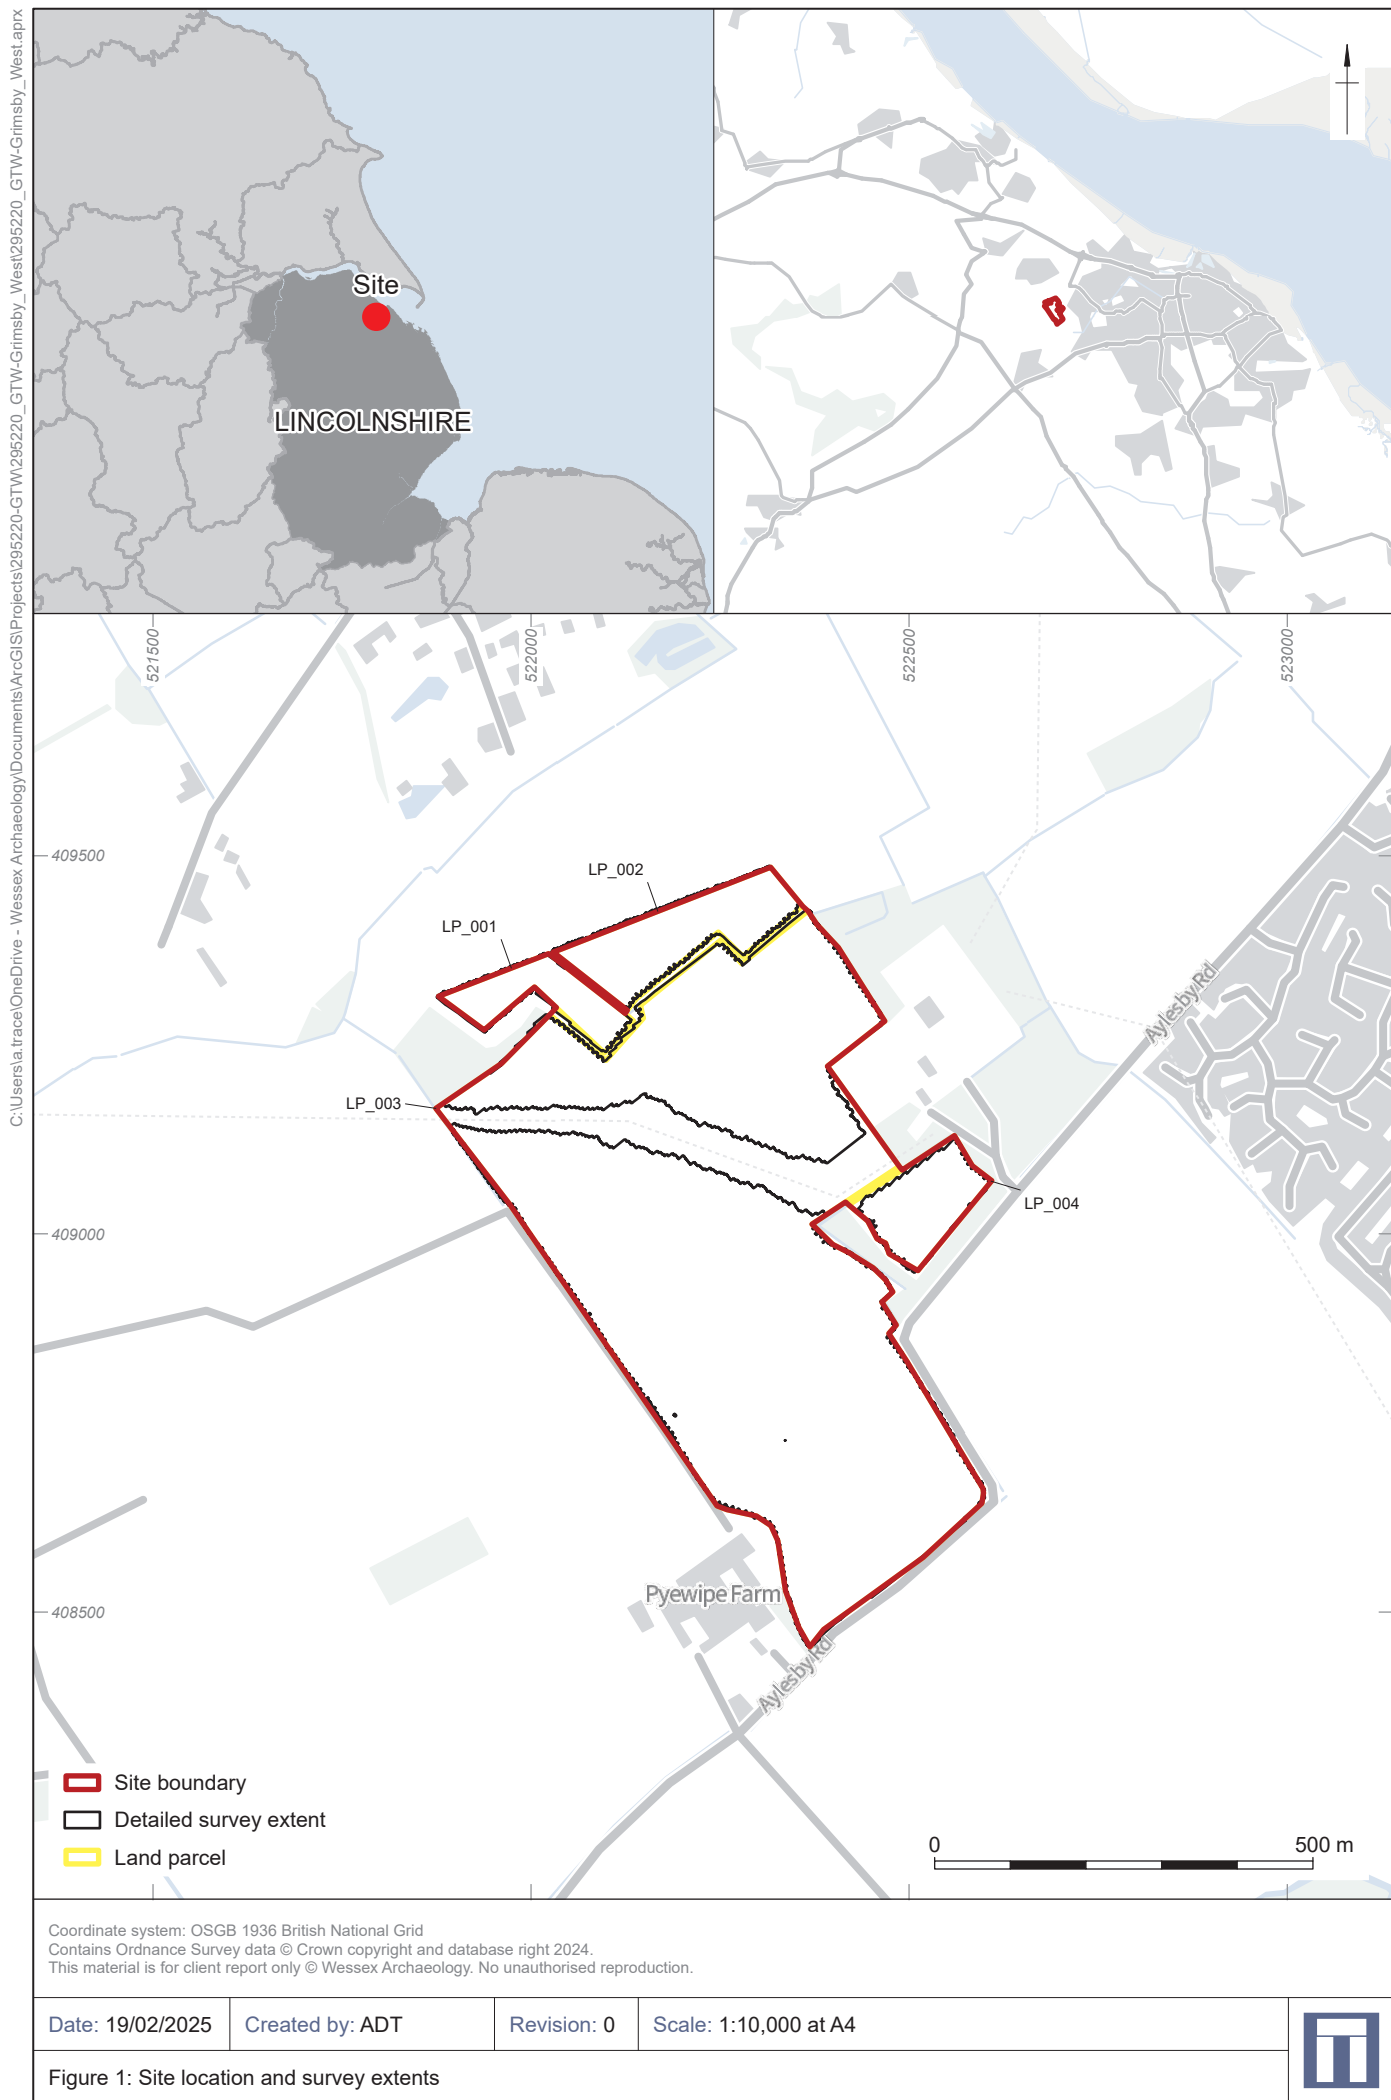 C:\Users\a.trace\OneDrive - Wessex Archaeology\Documents\ArcGIS\Projects\295220-GTW\295220_GTW-Grimsby_West\295220_GTW-Grimsby_West.aprx
Site
LINCOLNSHIRE
521500
522000
522500
523000
409500
409000
408500
LP_002
LP_001
LP_003
LP_004
Aylesby Rd
Pyewipe Farm
Aylesby Rd
Site boundary
Detailed survey extent
Land parcel
0 500 m
Coordinate system: OSGB 1936 British National Grid
Contains Ordnance Survey data © Crown copyright and database right 2024.
This material is for client report only © Wessex Archaeology. No unauthorised reproduction.
Date: 19/02/2025 Created by: ADT Revision: 0 Scale: 1:10,000 at A4
Figure 1: Site location and survey extents